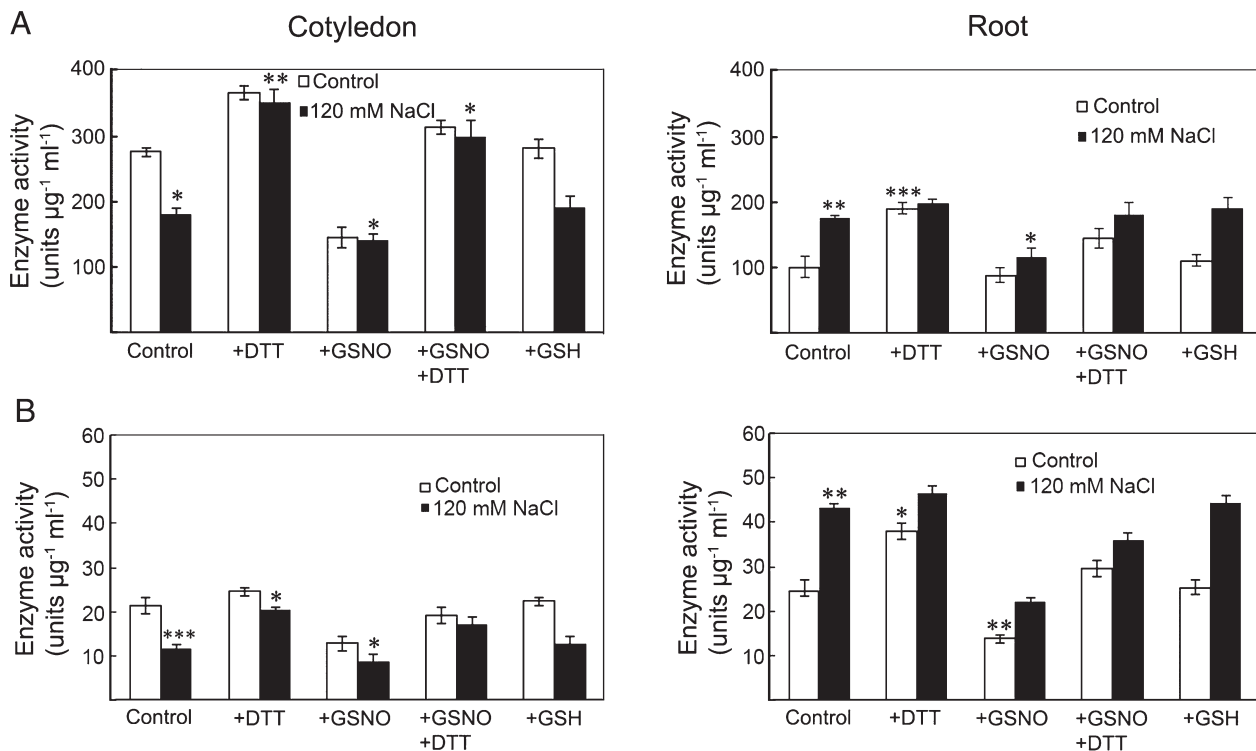 A
Cotyledon
Enzyme activity
(units µg⁻¹ ml⁻¹)
400
300
200
100
*
**
*
*
Control
120 mM NaCl
Control
+DTT
+GSNO
+GSNO
+DTT
+GSH
Root
Enzyme activity
(units µg⁻¹ ml⁻¹)
400
300
200
100
**
***
*
Control
120 mM NaCl
Control
+DTT
+GSNO
+GSNO
+DTT
+GSH
B
Enzyme activity
(units µg⁻¹ ml⁻¹)
60
50
40
30
20
10
***
*
*
Control
120 mM NaCl
Control
+DTT
+GSNO
+GSNO
+DTT
+GSH
Enzyme activity
(units µg⁻¹ ml⁻¹)
60
50
40
30
20
10
**
*
**
Control
120 mM NaCl
Control
+DTT
+GSNO
+GSNO
+DTT
+GSH